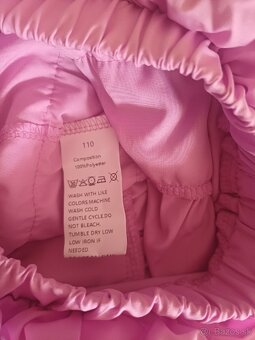 110
Composition
100%Polyester
WASH WITH LIKE
COLORS MACHINE
WASH COLD
GENTLE CYCLE.DO
NOT BLEACH,
TUMBLE DRY LOW
LOW IRON IF
NEEDED.